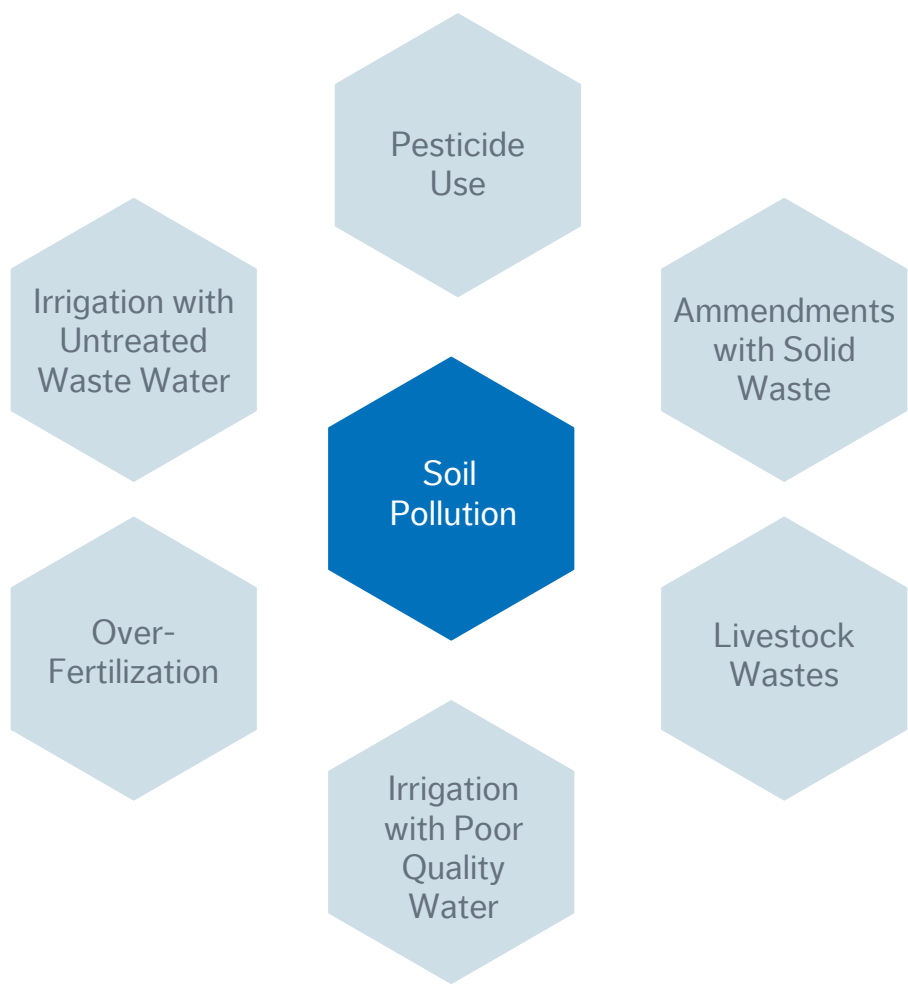 Pesticide
Use
Irrigation with
Untreated
Waste Water
Ammendments
with Solid
Waste
Soil
Pollution
Over-
Fertilization
Livestock
Wastes
Irrigation
with Poor
Quality
Water